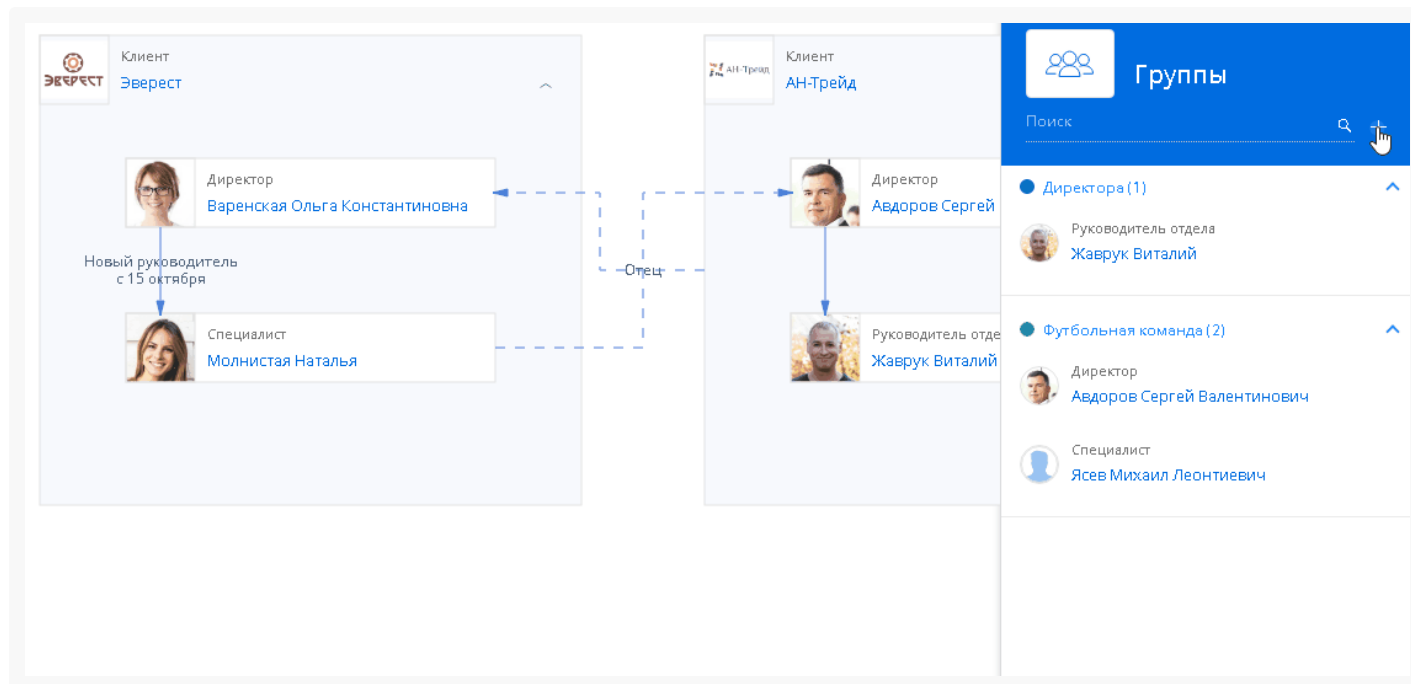 Клиент
ЭВЕРЕСТ
Эверест
Директор
Варенская Ольга Константиновна
Новый руководитель
с 15 октября
Специалист
Молнистая Наталья
Отец
Клиент
АН-Трейд
АН-Трейд
Директор
Авдоров Сергей
Руководитель отде
Жаврук Виталий
Группы
Поиск
Директора (1)
Руководитель отдела
Жаврук Виталий
Футбольная команда (2)
Директор
Авдоров Сергей Валентинович
Специалист
Ясев Михаил Леонтиевич